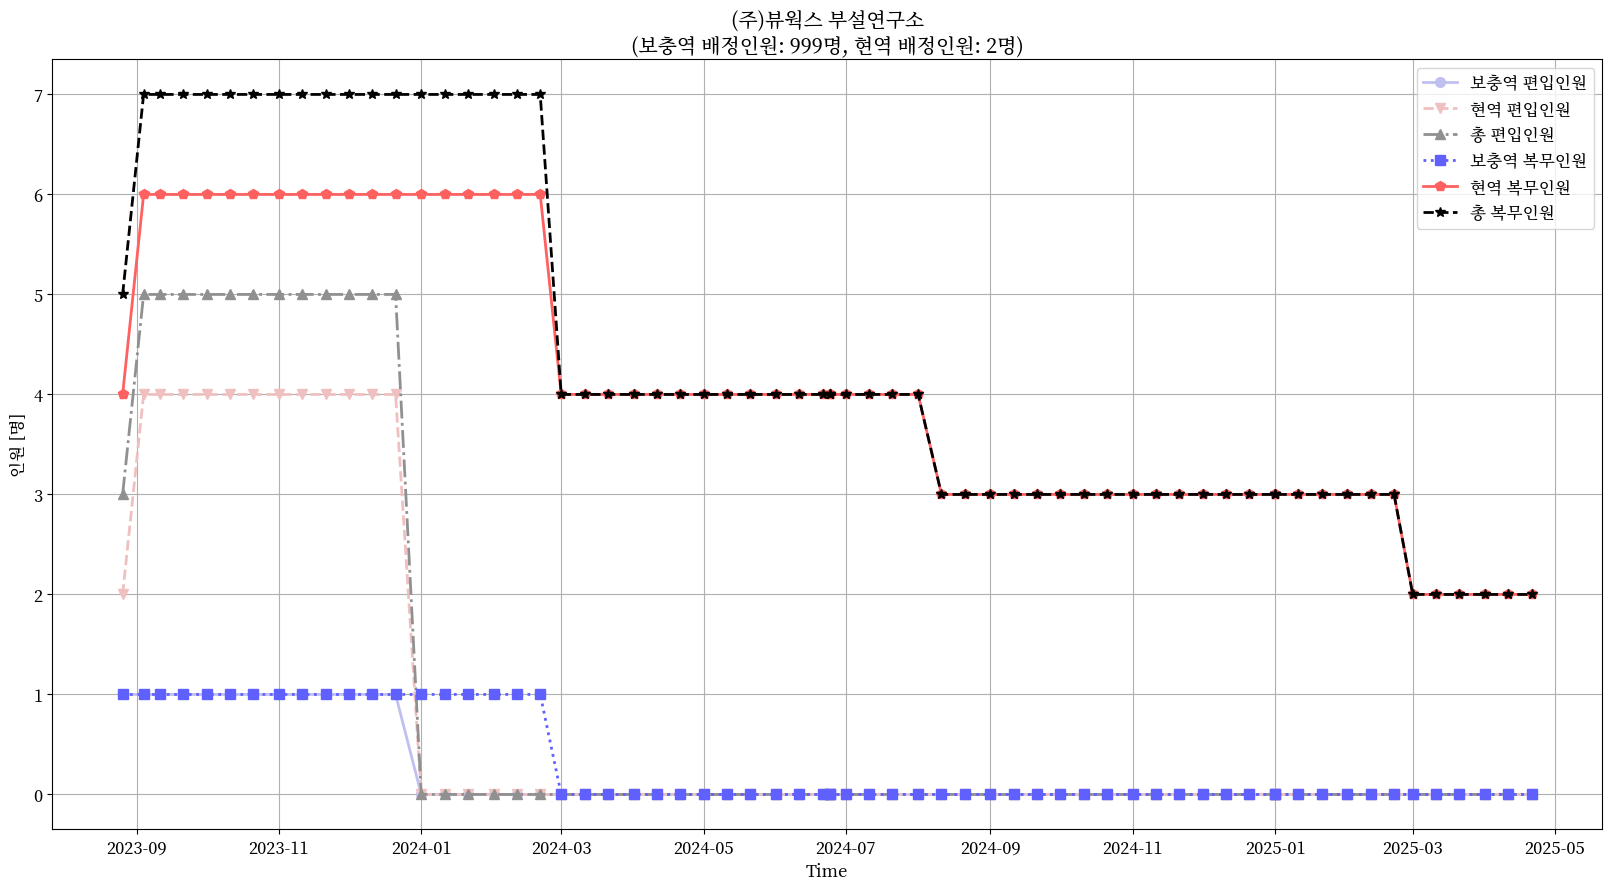 (주)뷰웍스 부설연구소
(보충역 배정인원: 999명, 현역 배정인원: 2명)
보충역 편입인원
현역 편입인원
총 편입인원
보충역 복무인원
현역 복무인원
총 복무인원
인원 [명]
7
6
5
4
3
2
1
0
2023-09
2023-11
2024-01
2024-03
2024-05
2024-07
2024-09
2024-11
2025-01
2025-03
2025-05
Time